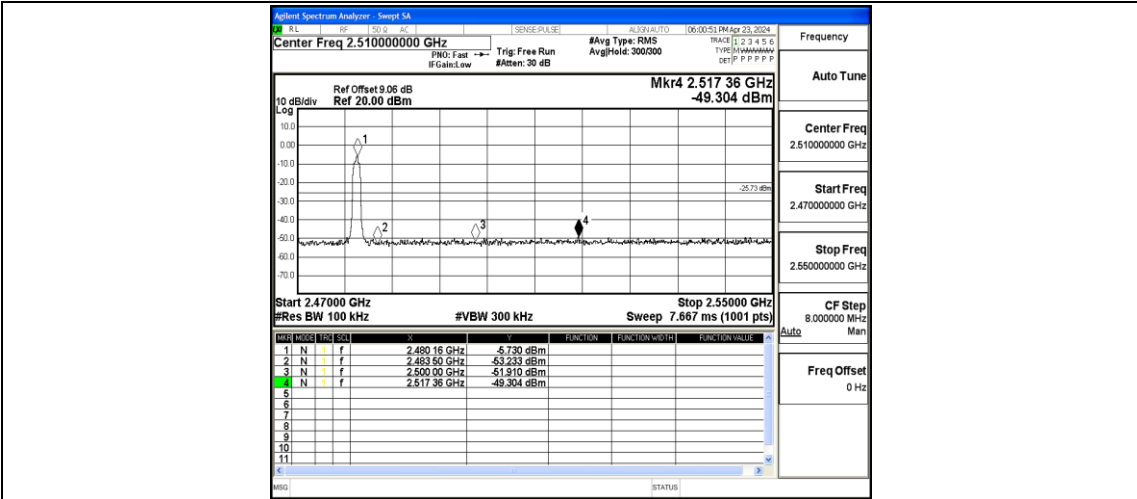 Agilent Spectrum Analyzer - Swept SA
RL RF 50 Ω AC SENSE:PULSE ALIGN AUTO 06:00:51 PM Apr 23, 2024
Center Freq 2.510000000 GHz #Avg Type: RMS TRACE 1 2 3 4 5 6
PNO: Fast Trig: Free Run Avg|Hold: 300/300 TYPE MWWWWW
IFGain:Low #Atten: 30 dB DET P P P P P P
Frequency
Auto Tune
Center Freq
2.510000000 GHz
Start Freq
2.470000000 GHz
Stop Freq
2.550000000 GHz
CF Step
8.000000 MHz
Auto Man
Freq Offset
0 Hz
Mkr4 2.517 36 GHz
-49.304 dBm
Ref Offset 9.06 dB
10 dB/div Ref 20.00 dBm
Log
10.0
0.00
-10.0
-20.0
-30.0
-40.0
-50.0
-60.0
-70.0
1
2
3
4
-25.73 dBm
Start 2.47000 GHz Stop 2.55000 GHz
#Res BW 100 kHz #VBW 300 kHz Sweep 7.667 ms (1001 pts)
MKR MODE TRC SCL X Y FUNCTION FUNCTION WIDTH FUNCTION VALUE
1 N 1 f 2.480 16 GHz -5.730 dBm
2 N 1 f 2.483 50 GHz -53.233 dBm
3 N 1 f 2.500 00 GHz -51.910 dBm
4 N 1 f 2.517 36 GHz -49.304 dBm
5
6
7
8
9
10
11
MSG STATUS